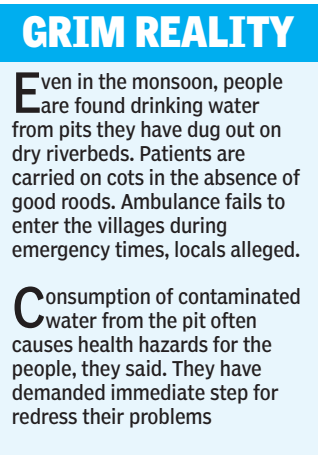 GRIM REALITY
Even in the monsoon, people
are found drinking water
from pits they have dug out on
dry riverbeds. Patients are
carried on cots in the absence of
good roods. Ambulance fails to
enter the villages during
emergency times, locals alleged.
Consumption of contaminated
water from the pit often
causes health hazards for the
people, they said. They have
demanded immediate step for
redress their problems